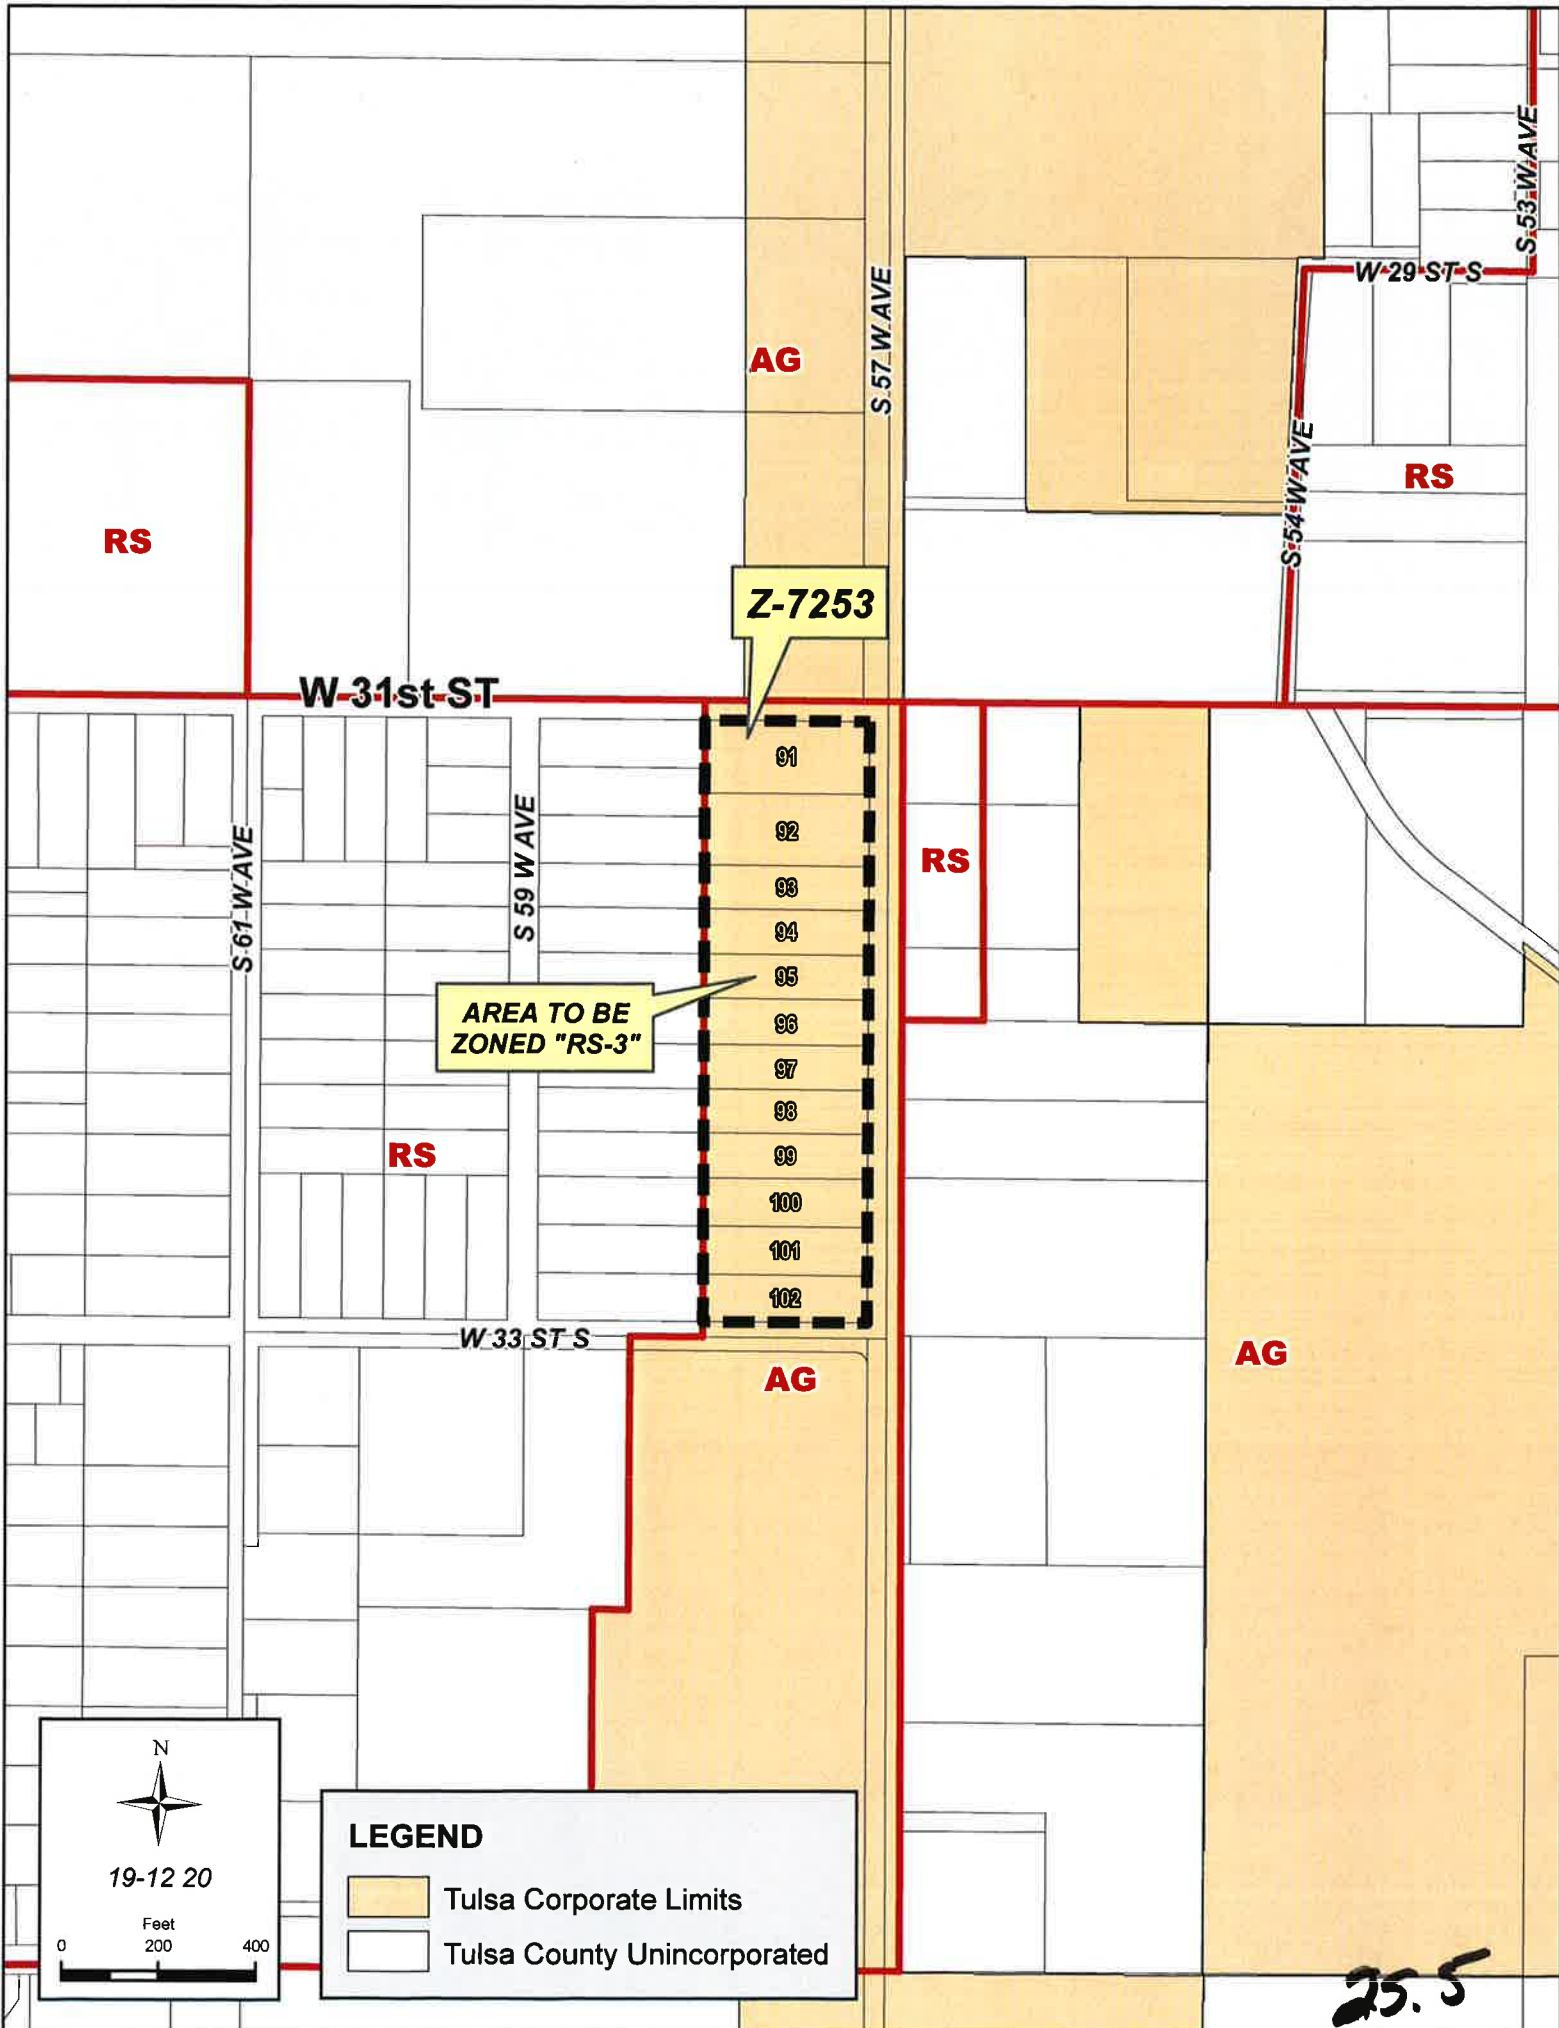 S 53 W AVE
W 29 ST S
S 57 W AVE
AG
S 54 W AVE
RS
RS
Z-7253
W 31st ST
91
92
S 61 W AVE
S 59 W AVE
RS
93
94
95
AREA TO BE
ZONED "RS-3"
96
97
98
99
RS
100
101
102
W 33 ST S
AG
AG
N
19-12 20
Feet
0 200 400
LEGEND
Tulsa Corporate Limits
Tulsa County Unincorporated
25.5